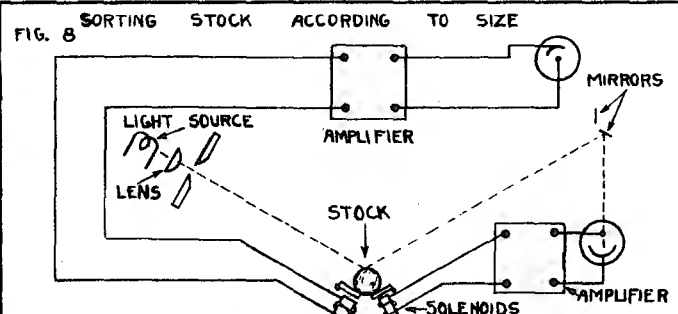 FIG. 8 SORTING STOCK ACCORDING TO SIZE
MIRRORS
LIGHT SOURCE
AMPLIFIER
LENS
STOCK
AMPLIFIER
SOLENOIDS